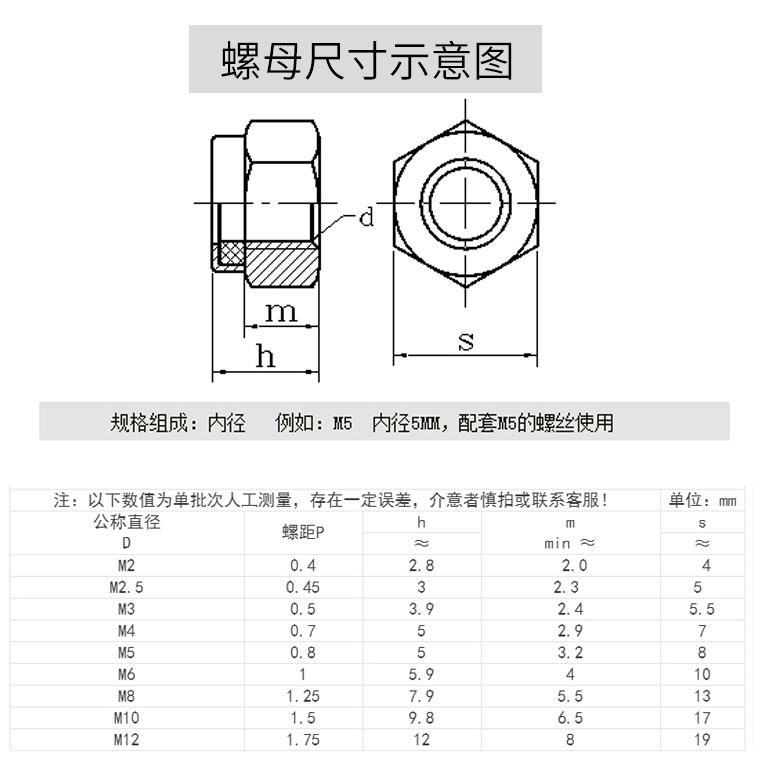 螺母尺寸示意图
d
m
h
s
规格组成：内径 例如：M5 内径5MM，配套M5的螺丝使用
注：以下数值为单批次人工测量，存在一定误差，介意者慎拍或联系客服！ 单位：mm
公称直径 D 螺距P h ≈ m min ≈ s ≈
M2 0.4 2.8 2.0 4
M2.5 0.45 3 2.3 5
M3 0.5 3.9 2.4 5.5
M4 0.7 5 2.9 7
M5 0.8 5 3.2 8
M6 1 5.9 4 10
M8 1.25 7.9 5.5 13
M10 1.5 9.8 6.5 17
M12 1.75 12 8 19